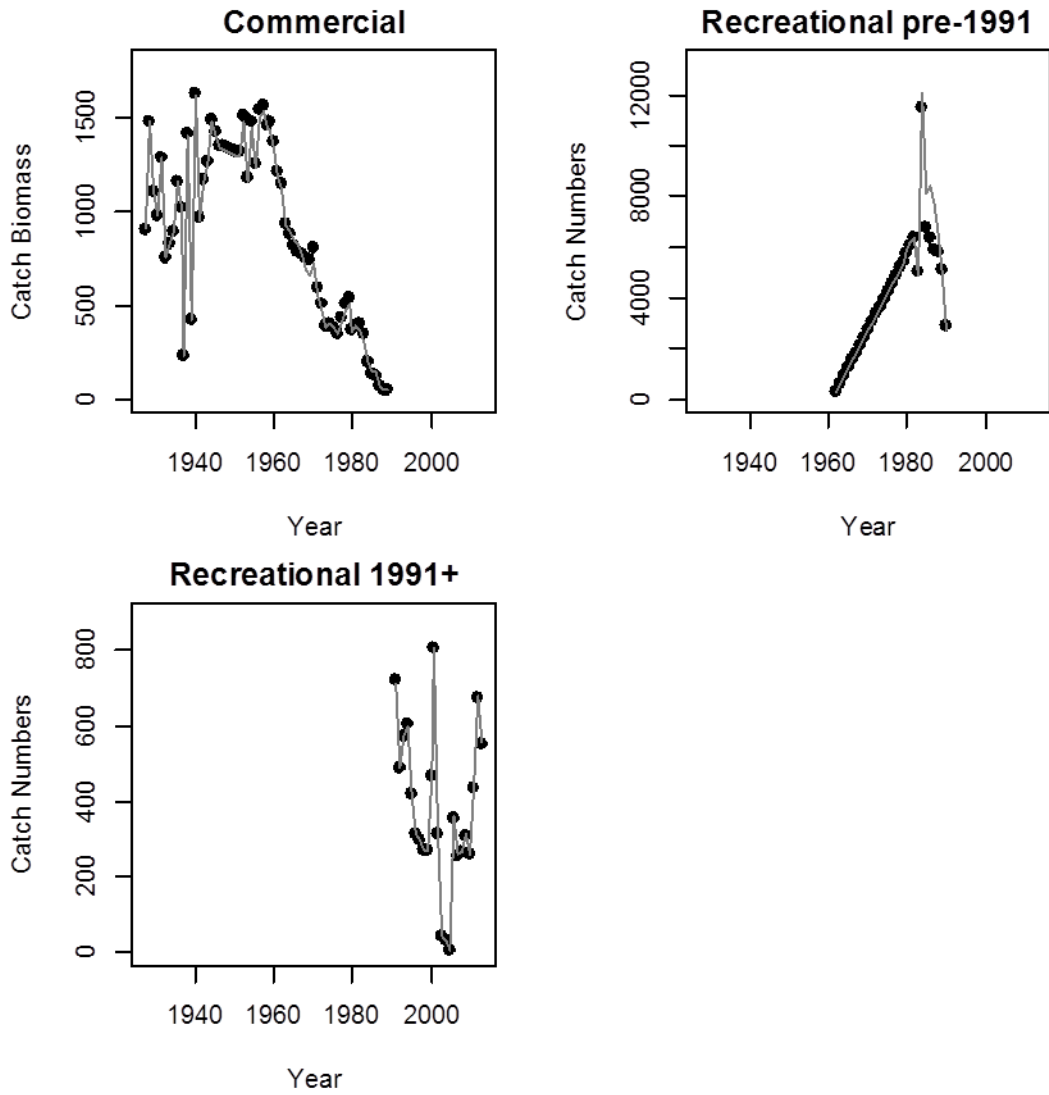 Commercial
Catch Biomass
1500
1000
500
0
1940 1960 1980 2000
Year
Recreational pre-1991
Catch Numbers
12000
8000
4000
0
1940 1960 1980 2000
Year
Recreational 1991+
Catch Numbers
800
600
400
200
0
1940 1960 1980 2000
Year